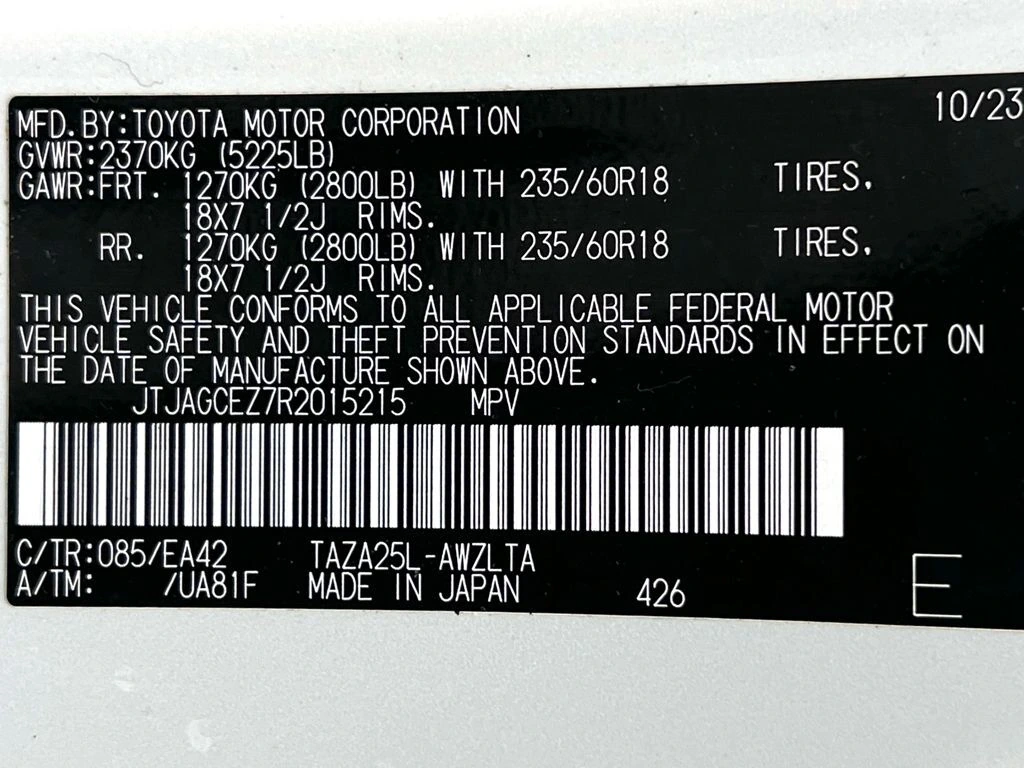 10/23
MFD.BY:TOYOTA MOTOR CORPORATION
GVWR:2370KG (5225LB)
GAWR:FRT. 1270KG (2800LB) WITH 235/60R18 TIRES,
18X7 1/2J RIMS.
RR. 1270KG (2800LB) WITH 235/60R18 TIRES,
18X7 1/2J RIMS.
THIS VEHICLE CONFORMS TO ALL APPLICABLE FEDERAL MOTOR
VEHICLE SAFETY AND THEFT PREVENTION STANDARDS IN EFFECT ON
THE DATE OF MANUFACTURE SHOWN ABOVE.
JTJAGCEZ7R2015215 MPV
C/TR:085/EA42 TAZA25L-AWZLTA
A/TM: /UA81F MADE IN JAPAN 426 E